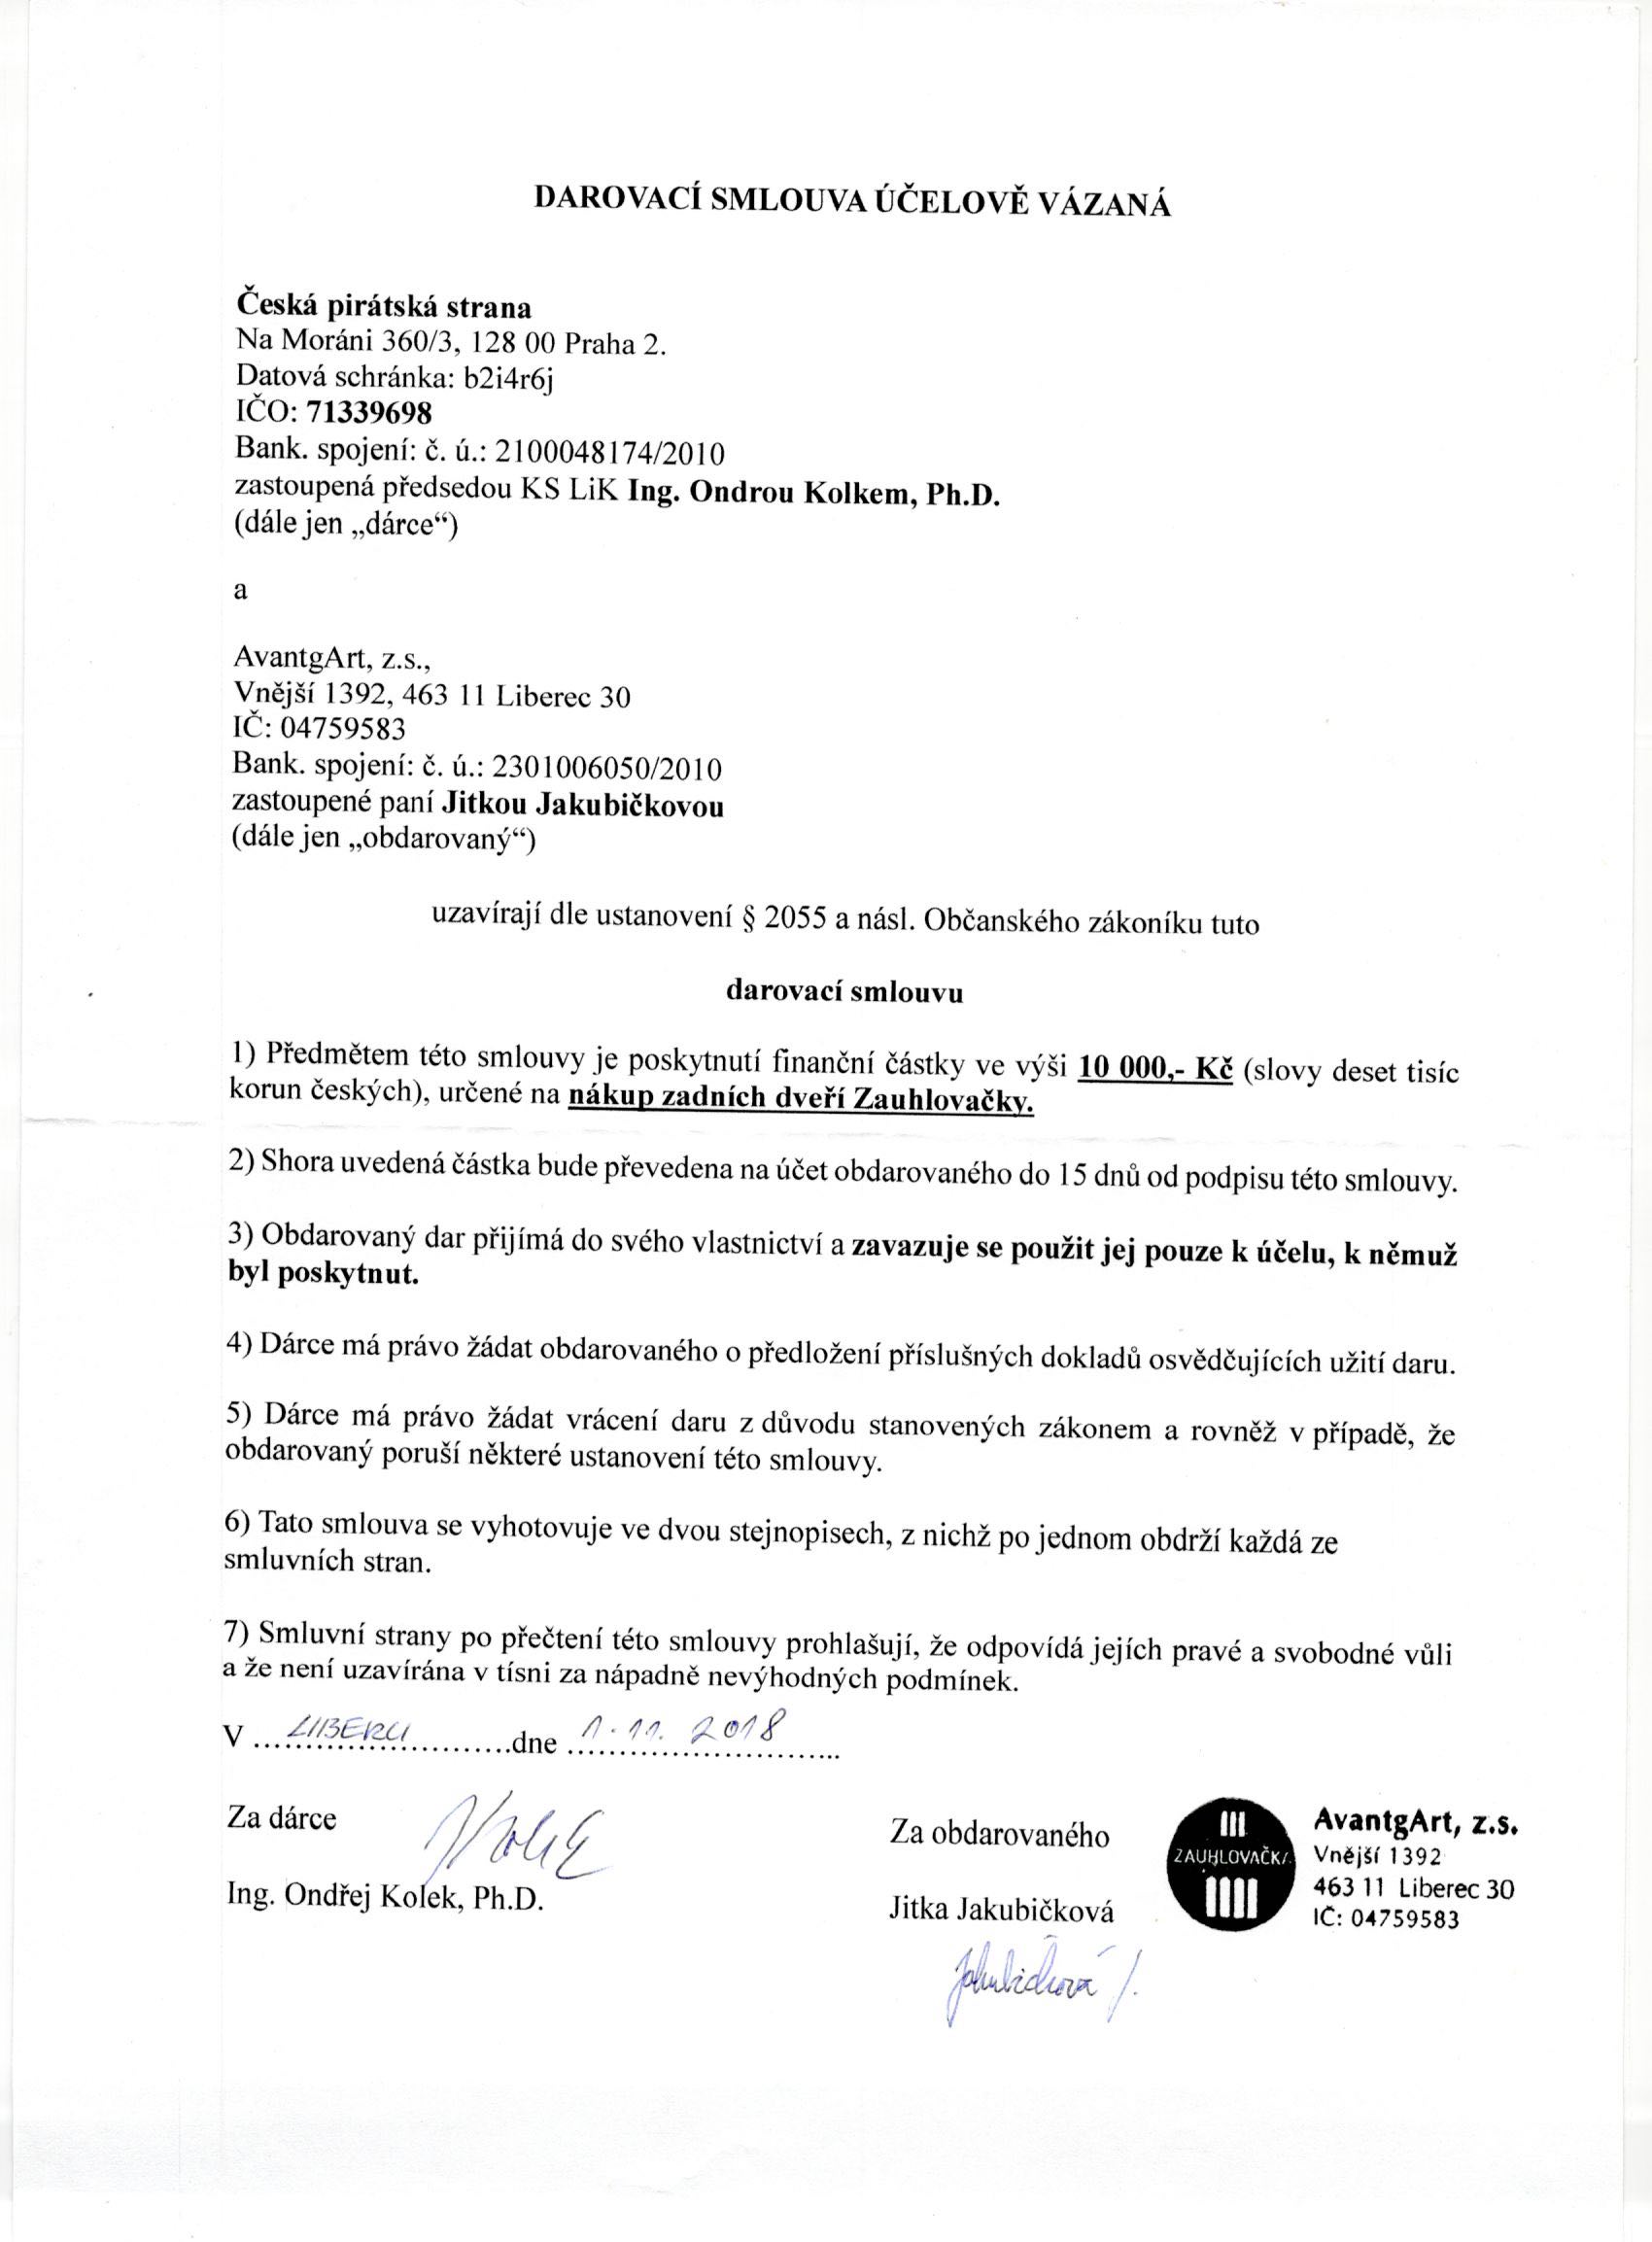 DAROVACÍ SMLOUVA ÚČELOVĚ VÁZANÁ
Česká pirátská strana
Na Moráni 360/3, 128 00 Praha 2.
Datová schránka: b2i4r6j
IČO: 71339698
Bank. spojení: č. ú.: 2100048174/2010
zastoupená předsedou KS LiK Ing. Ondrou Kolkem, Ph.D.
(dále jen „dárce“)
a
AvantgArt, z.s.,
Vnější 1392, 463 11 Liberec 30
IČ: 04759583
Bank. spojení: č. ú.: 2301006050/2010
zastoupené paní Jitkou Jakubičkovou
(dále jen „obdarovaný“)
uzavírají dle ustanovení § 2055 a násl. Občanského zákoníku tuto
darovací smlouvu
1) Předmětem této smlouvy je poskytnutí finanční částky ve výši 10 000,- Kč (slovy deset tisíc
korun českých), určené na nákup zadních dveří Zauhlovačky.
2) Shora uvedená částka bude převedena na účet obdarovaného do 15 dnů od podpisu této smlouvy.
3) Obdarovaný dar přijímá do svého vlastnictví a zavazuje se použit jej pouze k účelu, k němuž
byl poskytnut.
4) Dárce má právo žádat obdarovaného o předložení příslušných dokladů osvědčujících užití daru.
5) Dárce má právo žádat vrácení daru z důvodu stanovených zákonem a rovněž v případě, že
obdarovaný poruší některé ustanovení této smlouvy.
6) Tato smlouva se vyhotovuje ve dvou stejnopisech, z nichž po jednom obdrží každá ze
smluvních stran.
7) Smluvní strany po přečtení této smlouvy prohlašují, že odpovídá jejích pravé a svobodné vůli
a že není uzavírána v tísni za nápadně nevýhodných podmínek.
V ....LIBERCI....dne ....1. 11. 2018....
Za dárce
Kolek
Ing. Ondřej Kolek, Ph.D.
Za obdarovaného
Jitka Jakubičková
Jakubičková J.
ZAUHLOVAČKA
AvantgArt, z.s.
Vnější 1392
463 11 Liberec 30
IČ: 04759583